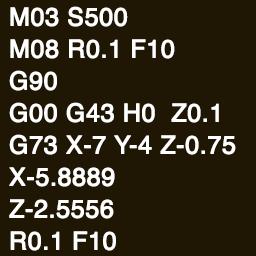 M03 S500
M08 R0.1 F10
G90
G00 G43 H0  Z0.1
G73 X-7 Y-4 Z-0.75
X-5.8889
Z-2.5556
R0.1 F10